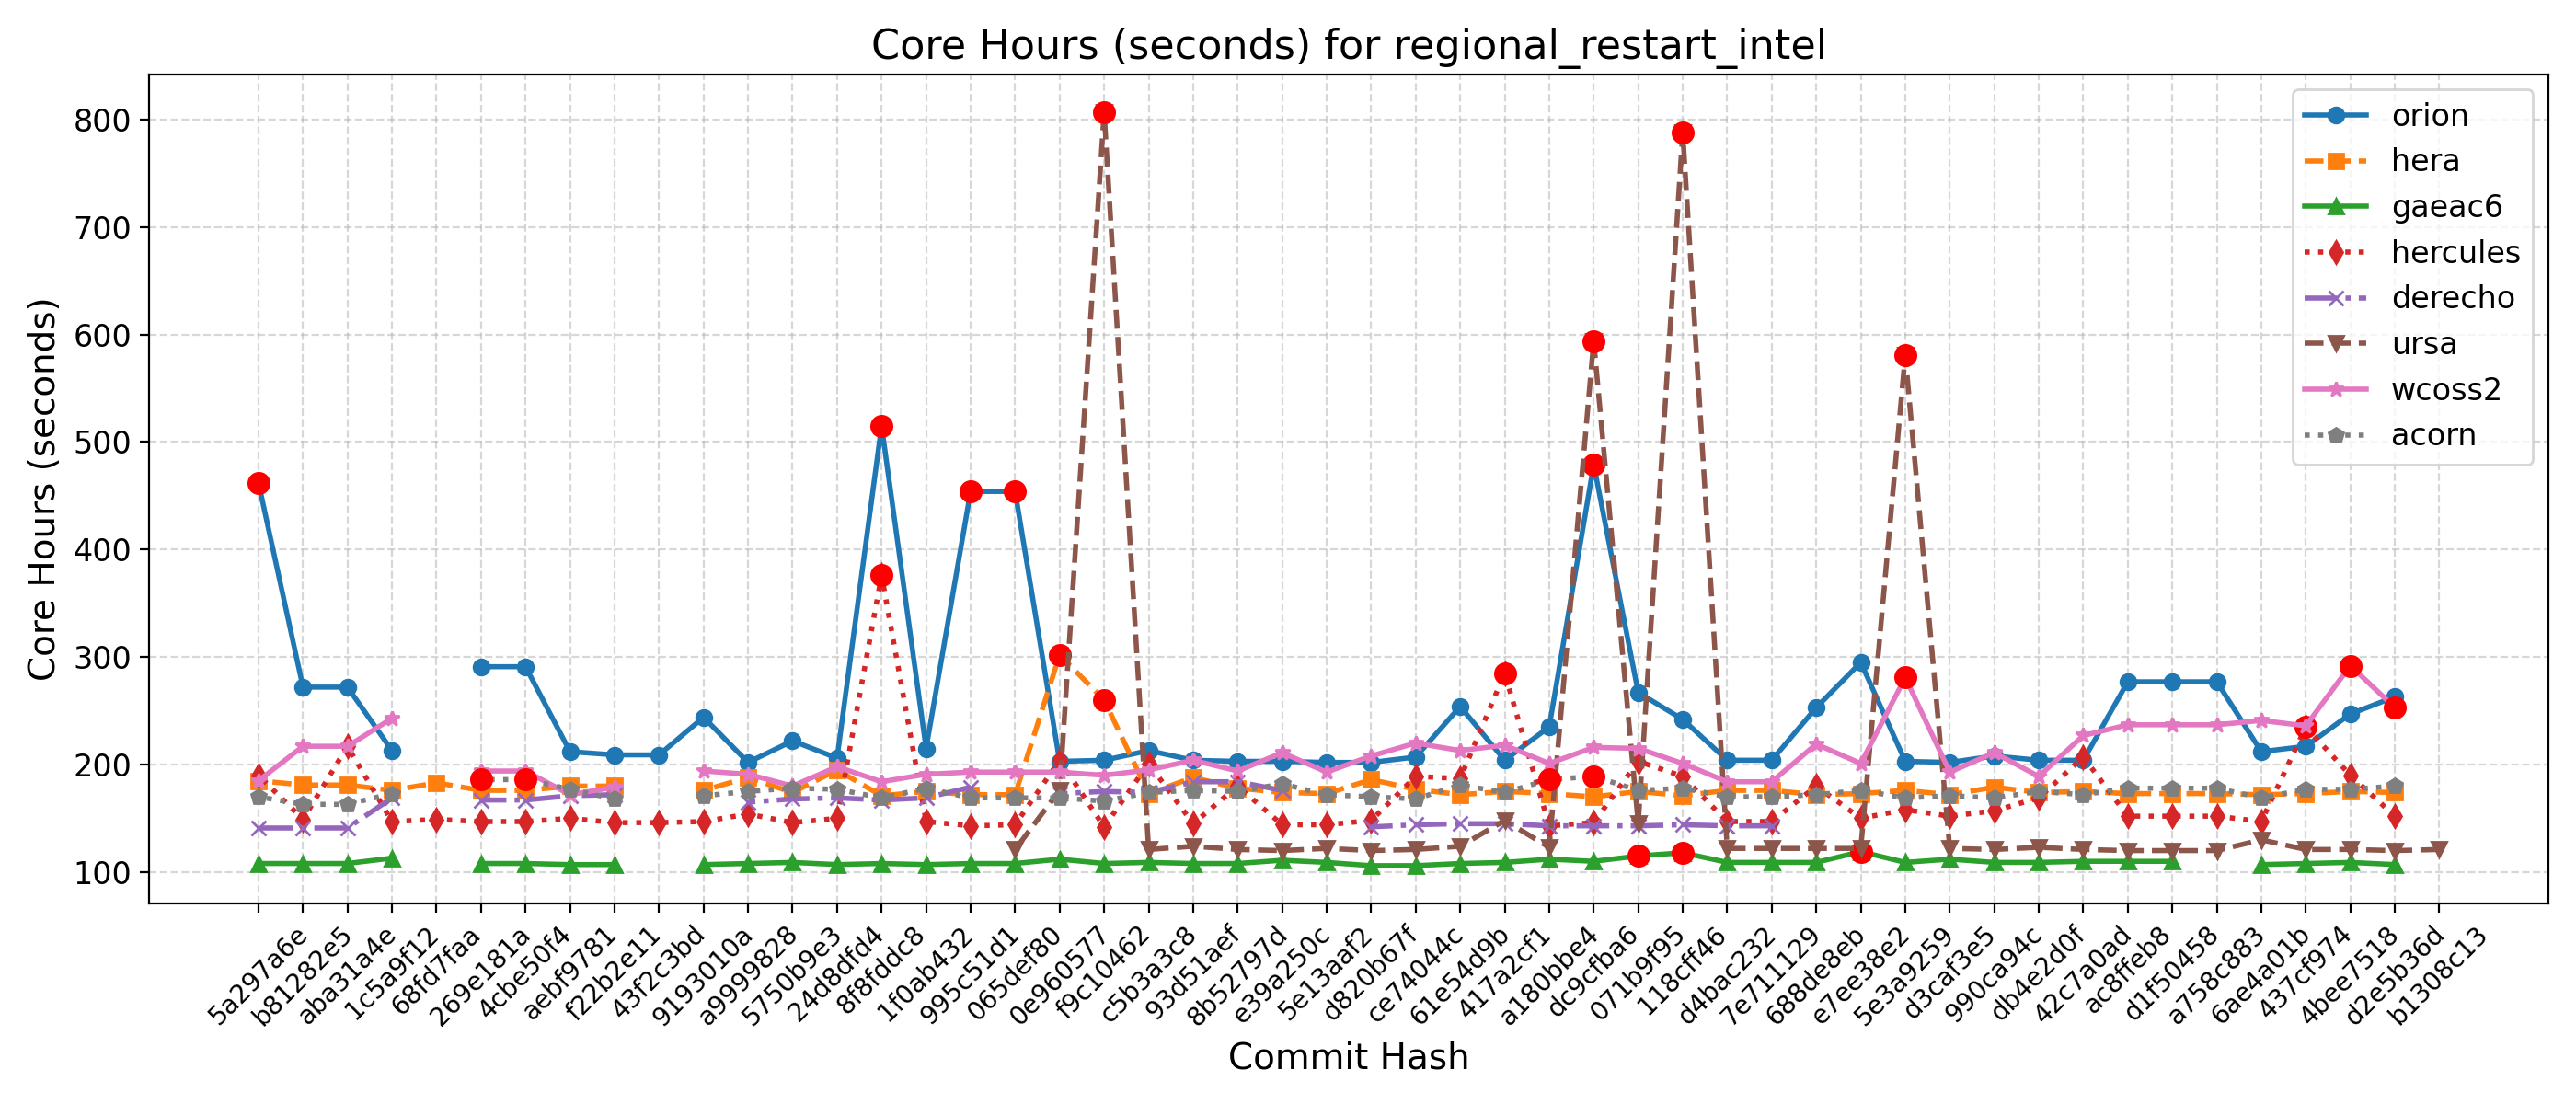 Core Hours (seconds) for regional_restart_intel
Core Hours (seconds)
800
700
600
500
400
300
200
100
orion
hera
gaeac6
hercules
derecho
ursa
wcoss2
acorn
5a297a6e
b81282e5
aba31a4e
1c5a9f12
68fd7faa
269e181a
4cbe50f4
aebf9781
f22b2e11
43f2c3bd
9193010a
a9999828
5750b9e3
24d8dfd4
8f8fddc8
1f0ab432
995c51d1
065def80
0e960577
f9c10462
c5b3a3c8
93d51aef
8b52797d
e39a250c
5e13aaf2
d820b67f
ce74044c
61e54d9b
417a2cf1
a180bbe4
dc9cfba6
071b9f95
118cff46
d4bac232
7e711129
688de8eb
e7ee38e2
5e3a9259
d3caf3e5
990ca94c
db4e2d0f
42c7a0ad
ac8ffeb8
d1f50458
a758c883
6ae4a01b
437cf974
4bee7518
d2e5b36d
b1308c13
Commit Hash